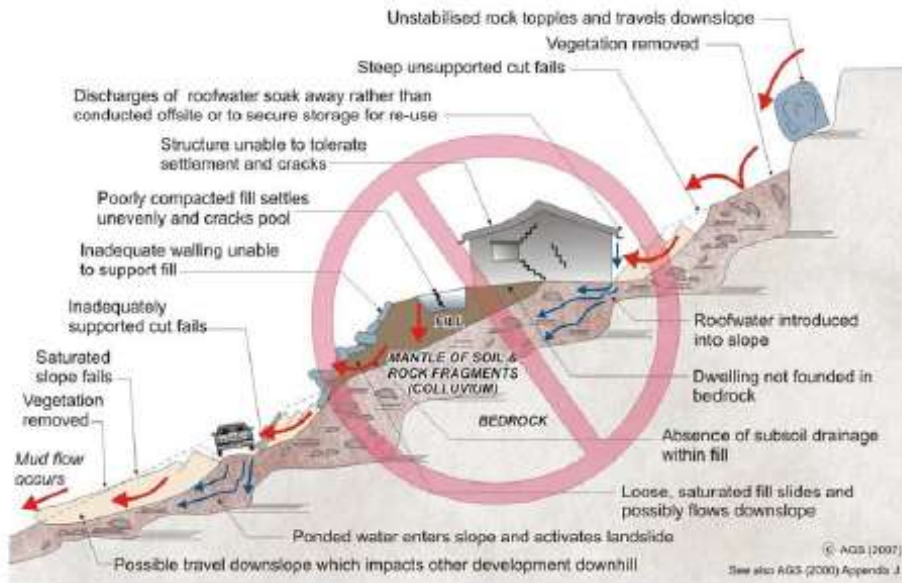 Unstabilised rock topples and travels downslope
Vegetation removed
Steep unsupported cut fails
Discharges of roofwater soak away rather than
conducted offsite or to secure storage for re-use
Structure unable to tolerate
settlement and cracks
Poorly compacted fill settles
unevenly and cracks pool
Inadequate walling unable
to support fill
Inadequately
supported cut fails
Saturated
slope fails
Vegetation
removed
Mud flow
occurs
FILL
MANTLE OF SOIL &
ROCK FRAGMENTS
(COLLUVIUM)
BEDROCK
Roofwater introduced
into slope
Dwelling not founded in
bedrock
Absence of subsoil drainage
within fill
Loose, saturated fill slides and
possibly flows downslope
Ponded water enters slope and activates landslide
Possible travel downslope which impacts other development downhill
© AGS (2007)
See also AGS (2000) Appendix J